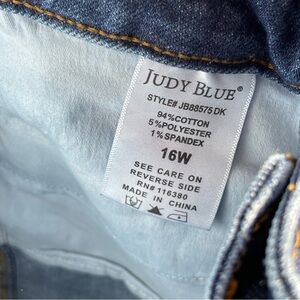 JUDY BLUE®
STYLE# JB88575DK
94%COTTON
5%POLYESTER
1%SPANDEX
16W
SEE CARE ON
REVERSE SIDE
RN# 116380
MADE IN CHINA